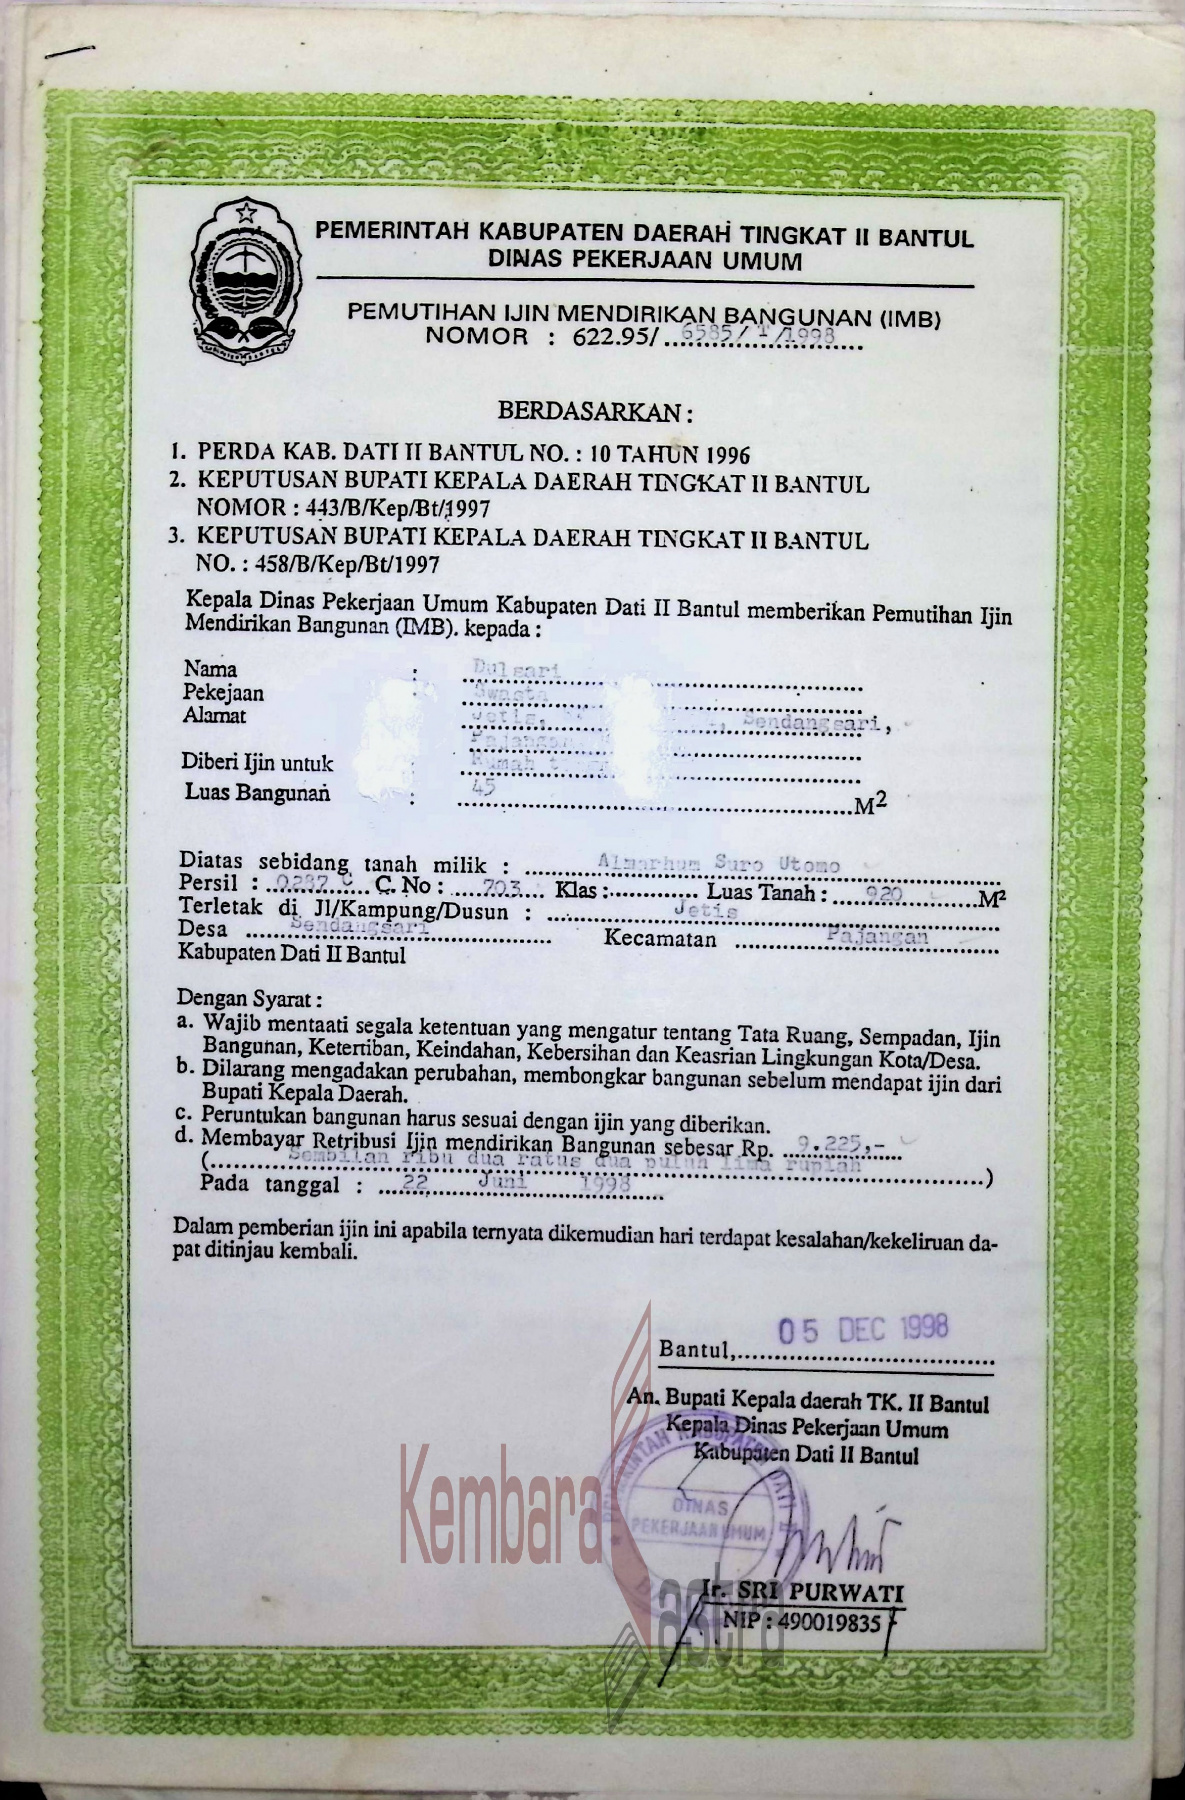 PEMERINTAH KABUPATEN DAERAH TINGKAT II BANTUL
DINAS PEKERJAAN UMUM
PEMUTIHAN IJIN MENDIRIKAN BANGUNAN (IMB)
NOMOR : 622.95/ 6585/ T /1998
BERDASARKAN :
1. PERDA KAB. DATI II BANTUL NO. : 10 TAHUN 1996
2. KEPUTUSAN BUPATI KEPALA DAERAH TINGKAT II BANTUL
NOMOR : 443/B/Kep/Bt/1997
3. KEPUTUSAN BUPATI KEPALA DAERAH TINGKAT II BANTUL
NO. : 458/B/Kep/Bt/1997
Kepala Dinas Pekerjaan Umum Kabupaten Dati II Bantul memberikan Pemutihan Ijin
Mendirikan Bangunan (IMB). kepada :
Nama : Dulsari
Pekejaan : Swasta
Alamat Jetis, Sendangsari,
Pajangan
Diberi Ijin untuk : Rumah
Luas Bangunan : 45 M2
Diatas sebidang tanah milik : Almarhum Suro Utomo
Persil : 0287 C C. No : 703 Klas : Luas Tanah : 920 M2
Terletak di Jl/Kampung/Dusun : Jetis
Desa Sendangsari Kecamatan Pajangan
Kabupaten Dati II Bantul
Dengan Syarat :
a. Wajib mentaati segala ketentuan yang mengatur tentang Tata Ruang, Sempadan, Ijin
Bangunan, Ketertiban, Keindahan, Kebersihan dan Keasrian Lingkungan Kota/Desa.
b. Dilarang mengadakan perubahan, membongkar bangunan sebelum mendapat ijin dari
Bupati Kepala Daerah.
c. Peruntukan bangunan harus sesuai dengan ijin yang diberikan.
d. Membayar Retribusi Ijin mendirikan Bangunan sebesar Rp. 9.225,-
(Sembilan ribu dua ratus dua puluh lima rupiah)
Pada tanggal : 22 Juni 1998
Dalam pemberian ijin ini apabila ternyata dikemudian hari terdapat kesalahan/kekeliruan da-
pat ditinjau kembali.
Bantul, 05 DEC 1998
An. Bupati Kepala daerah TK. II Bantul
Kepala Dinas Pekerjaan Umum
Kabupaten Dati II Bantul
PEMERINTAH KABUPATEN DATI II
DINAS
PEKERJAAN UMUM
Kembara
astra
Ir. SRI PURWATI
NIP : 490019835